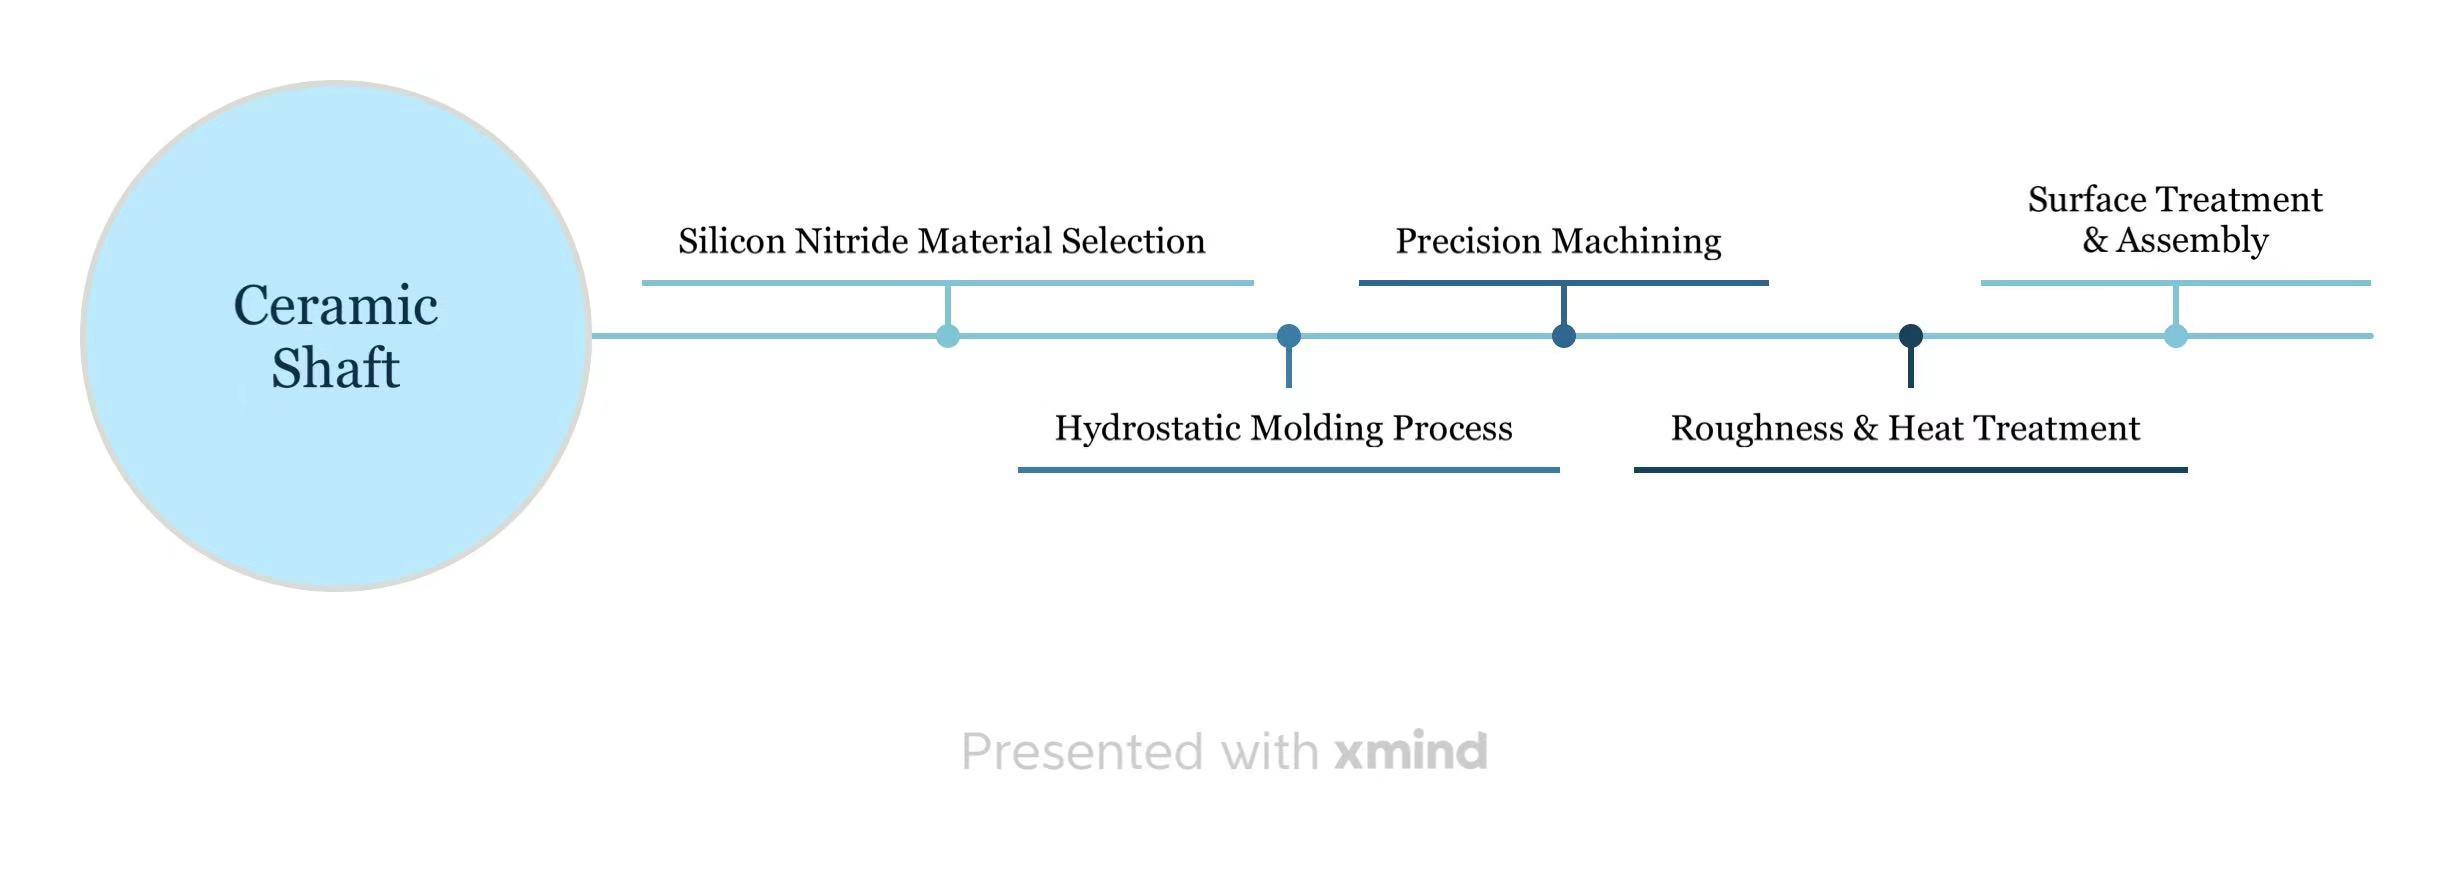 Ceramic
Shaft
Silicon Nitride Material Selection
Hydrostatic Molding Process
Precision Machining
Roughness & Heat Treatment
Surface Treatment
& Assembly
Presented with xmind